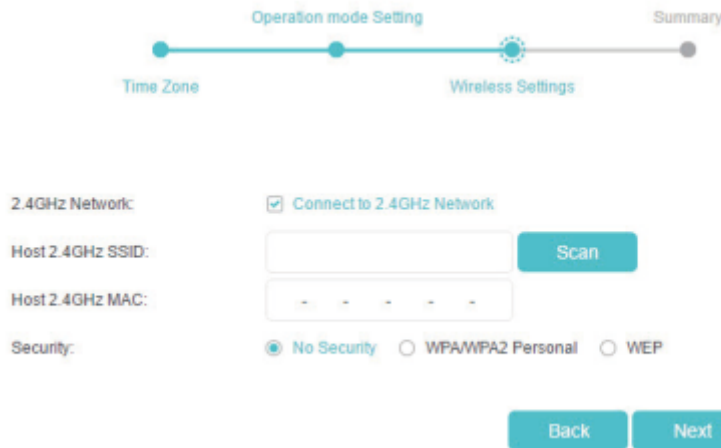 Operation mode Setting Summary
Time Zone Wireless Settings
2.4GHz Network: Connect to 2.4GHz Network
Host 2.4GHz SSID: Scan
Host 2.4GHz MAC: - - - - -
Security: No Security WPA/WPA2 Personal WEP
Back Next